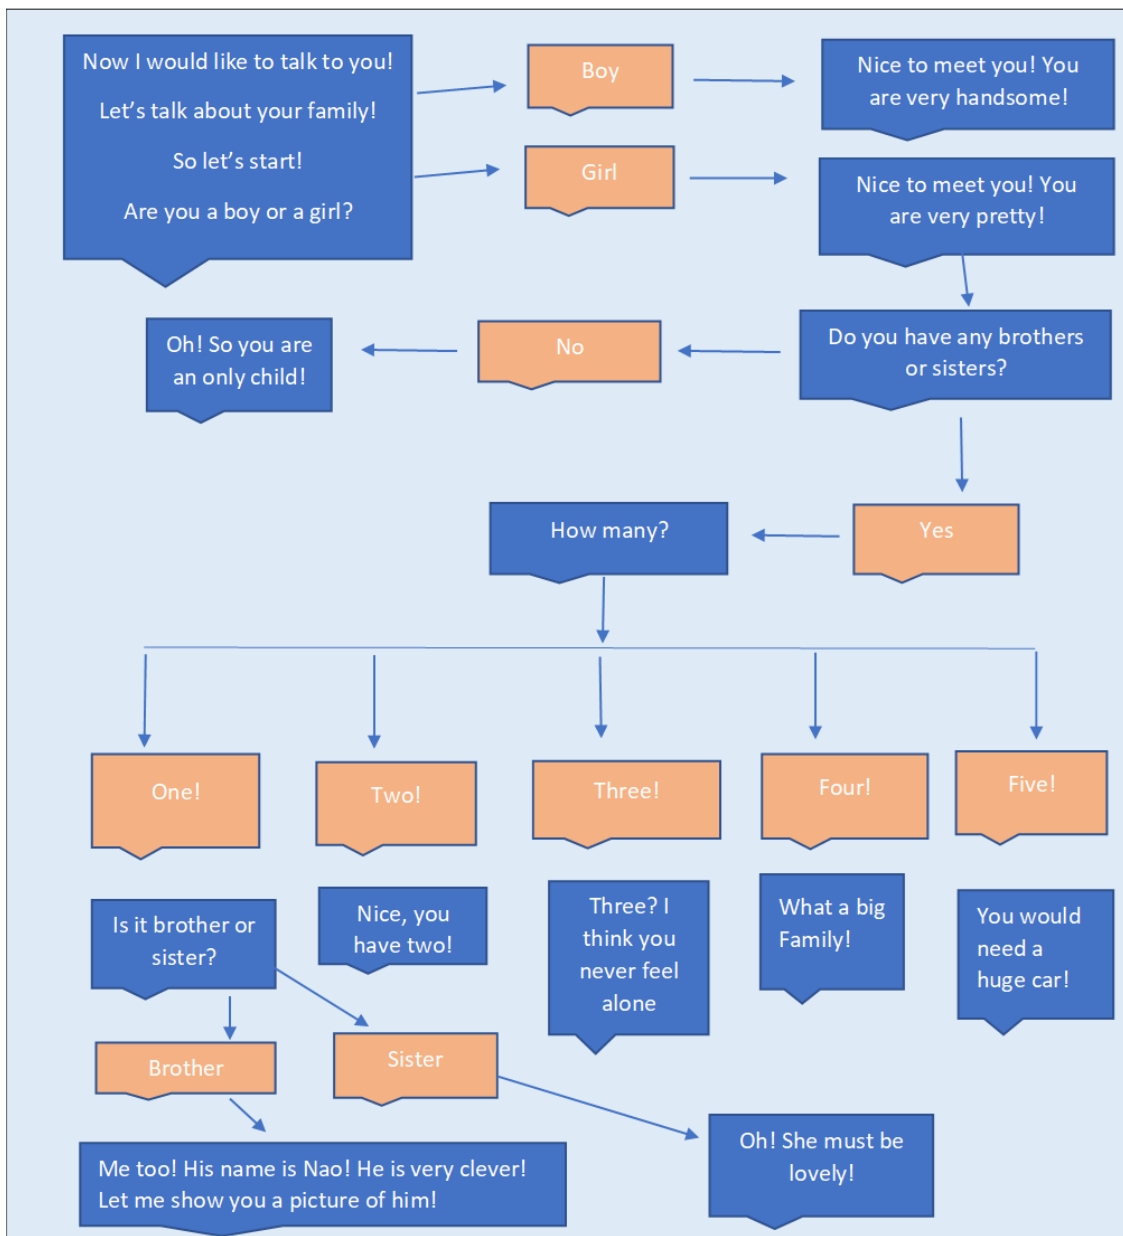 Now I would like to talk to you!
Let's talk about your family!
So let's start!
Are you a boy or a girl?
Boy
Nice to meet you! You
are very handsome!
Girl
Nice to meet you! You
are very pretty!
Do you have any brothers
or sisters?
No
Oh! So you are
an only child!
Yes
How many?
One!
Two!
Three!
Four!
Five!
Is it brother or
sister?
Nice, you
have two!
Three? I
think you
never feel
alone
What a big
Family!
You would
need a
huge car!
Brother
Sister
Me too! His name is Nao! He is very clever!
Let me show you a picture of him!
Oh! She must be
lovely!